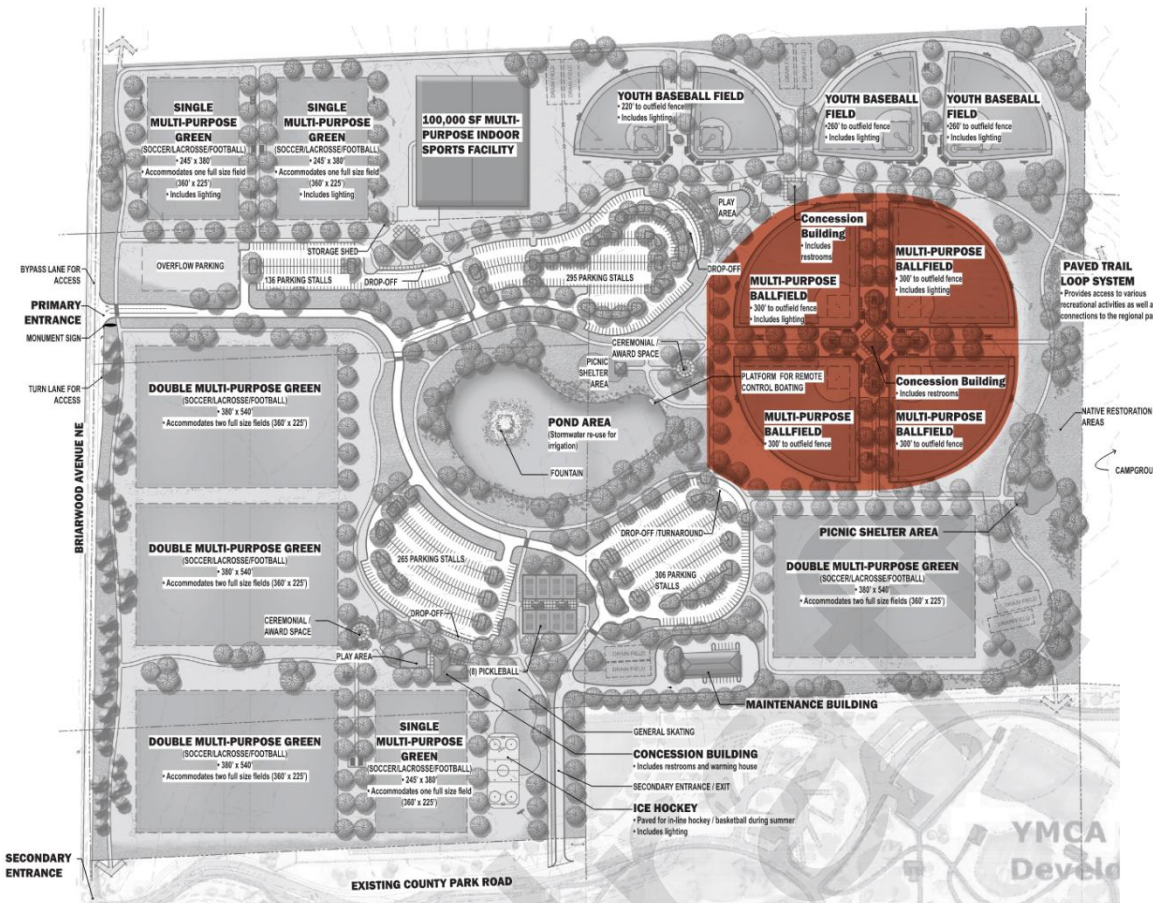 SINGLE
MULTI-PURPOSE
GREEN
(SOCCER/LACROSSE/FOOTBALL)
• 245' x 380'
• Accommodates one full size field
(360' x 225')
• Includes lighting
SINGLE
MULTI-PURPOSE
GREEN
(SOCCER/LACROSSE/FOOTBALL)
• 245' x 380'
• Accommodates one full size field
(360' x 225')
• Includes lighting
100,000 SF MULTI-
PURPOSE INDOOR
SPORTS FACILITY
DRAIN FIELD
YOUTH BASEBALL FIELD
• 220' to outfield fence
• Includes lighting
YOUTH BASEBALL
FIELD
•260' to outfield fence
• Includes lighting
YOUTH BASEBALL
FIELD
•260' to outfield fence
• Includes lighting
PLAY
AREA
Concession
Building
• Includes
restrooms
STORAGE SHED
OVERFLOW PARKING
136 PARKING STALLS
DROP-OFF
295 PARKING STALLS
DROP-OFF
BYPASS LANE FOR
ACCESS
PRIMARY
ENTRANCE
MONUMENT SIGN
TURN LANE FOR
ACCESS
MULTI-PURPOSE
BALLFIELD
• 300' to outfield fence
• Includes lighting
MULTI-PURPOSE
BALLFIELD
• 300' to outfield fence
• Includes lighting
PAVED TRAIL
LOOP SYSTEM
• Provides access to various
recreational activities as well a
connections to the regional pa
CEREMONIAL /
AWARD SPACE
PICNIC
SHELTER
AREA
PLATFORM FOR REMOTE
CONTROL BOATING
Concession Building
• Includes restrooms
DOUBLE MULTI-PURPOSE GREEN
(SOCCER/LACROSSE/FOOTBALL)
• 380' x 540'
• Accommodates two full size fields (360' x 225')
POND AREA
(Stormwater re-use for
irrigation)
FOUNTAIN
MULTI-PURPOSE
BALLFIELD
• 300' to outfield fence
MULTI-PURPOSE
BALLFIELD
• 300' to outfield fence
NATIVE RESTORATION
AREAS
CAMPGROU
BRIARWOOD AVENUE NE
DROP-OFF /TURNAROUND
PICNIC SHELTER AREA
DOUBLE MULTI-PURPOSE GREEN
(SOCCER/LACROSSE/FOOTBALL)
• 380' x 540'
• Accommodates two full size fields (360' x 225')
265 PARKING STALLS
306 PARKING
STALLS
DOUBLE MULTI-PURPOSE GREEN
(SOCCER/LACROSSE/FOOTBALL)
• 380' x 540'
• Accommodates two full size fields (360' x 225')
DRAIN FIELD
DRAIN FIELD
CEREMONIAL /
AWARD SPACE
DROP-OFF
PLAY AREA
(8) PICKLEBALL
DRAIN FIELD
DRAIN FIELD
MAINTENANCE BUILDING
DOUBLE MULTI-PURPOSE GREEN
(SOCCER/LACROSSE/FOOTBALL)
• 380' x 540'
• Accommodates two full size fields (360' x 225')
SINGLE
MULTI-PURPOSE
GREEN
(SOCCER/LACROSSE/FOOTBALL)
• 245' x 380'
• Accommodates one full size field
(360' x 225')
GENERAL SKATING
CONCESSION BUILDING
• Includes restrooms and warming house
SECONDARY ENTRANCE / EXIT
ICE HOCKEY
• Paved for in-line hockey / basketball during summer
• Includes lighting
YMCA
Develo
SECONDARY
ENTRANCE
EXISTING COUNTY PARK ROAD